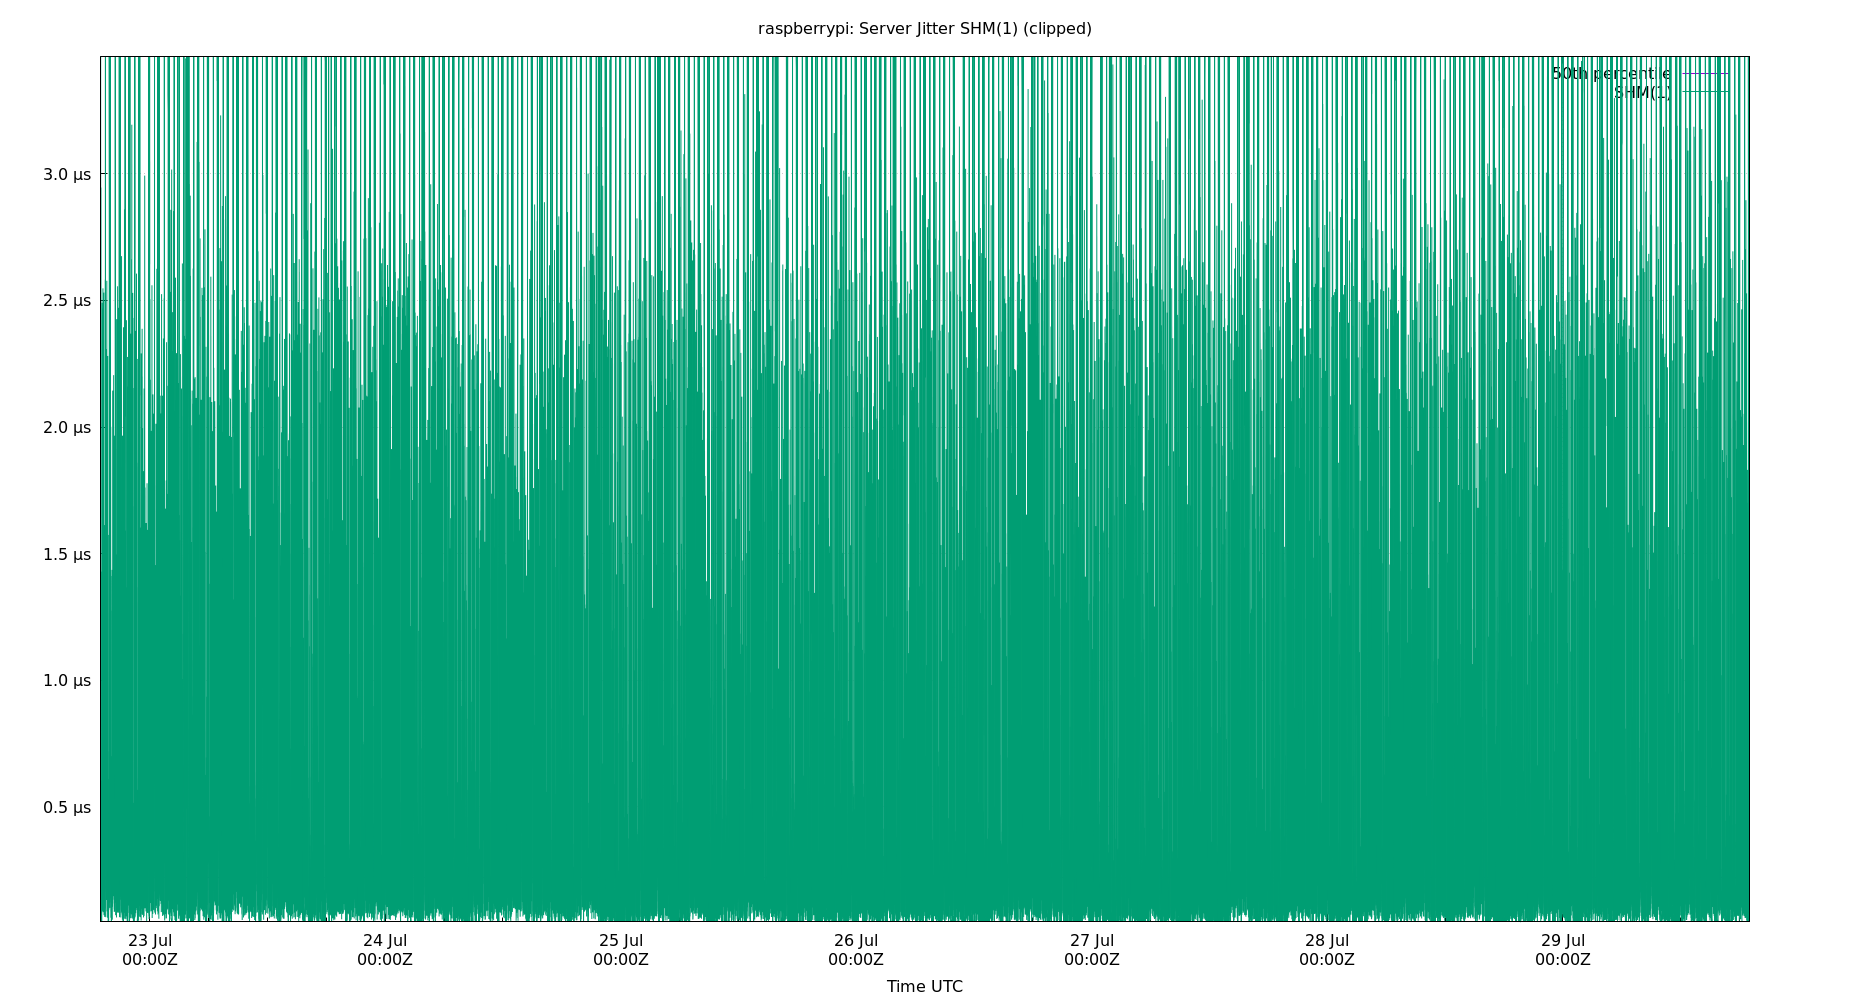 raspberrypi: Server Jitter SHM(1) (clipped)
50th percentile
SHM(1)
3.0 µs
2.5 µs
2.0 µs
1.5 µs
1.0 µs
0.5 µs
23 Jul 24 Jul 25 Jul 26 Jul 27 Jul 28 Jul 29 Jul
00:00Z 00:00Z 00:00Z 00:00Z 00:00Z 00:00Z 00:00Z
Time UTC